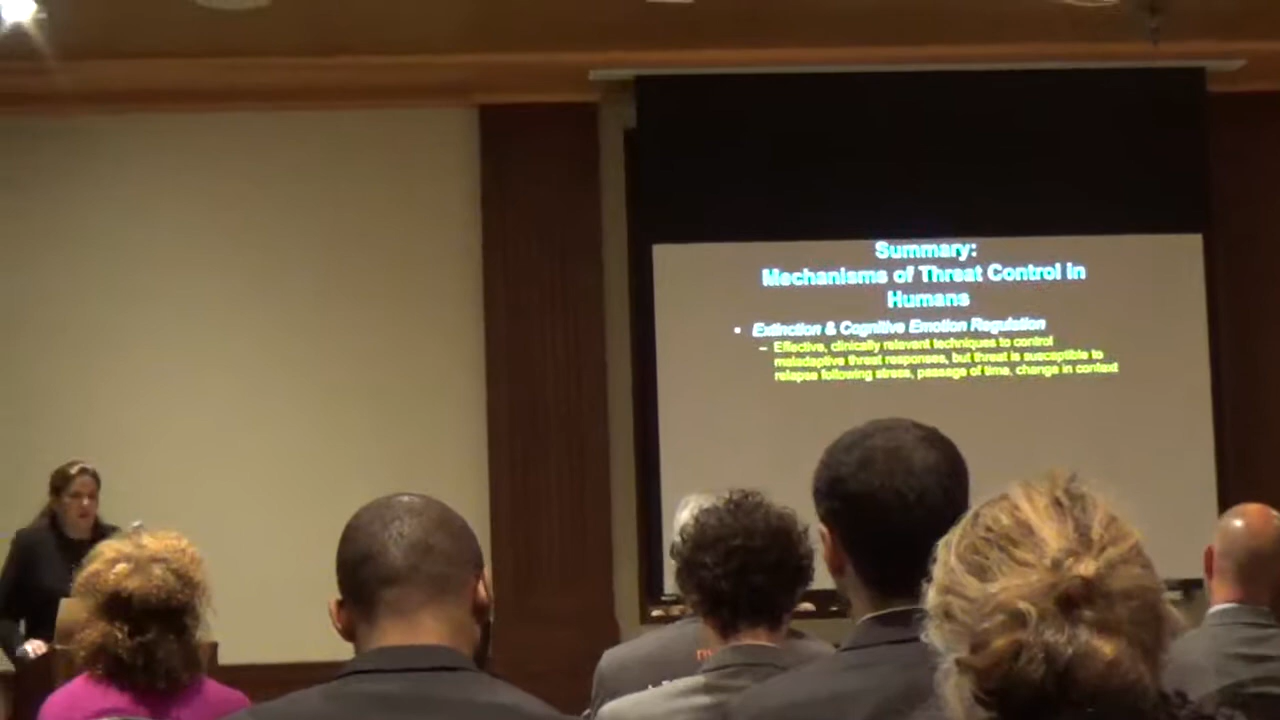 Summary:
Mechanisms of Threat Control in
Humans
• Extinction & Cognitive Emotion Regulation
– Effective, clinically relevant techniques to control
maladaptive threat responses, but threat is susceptible to
relapse following stress, passage of time, change in context